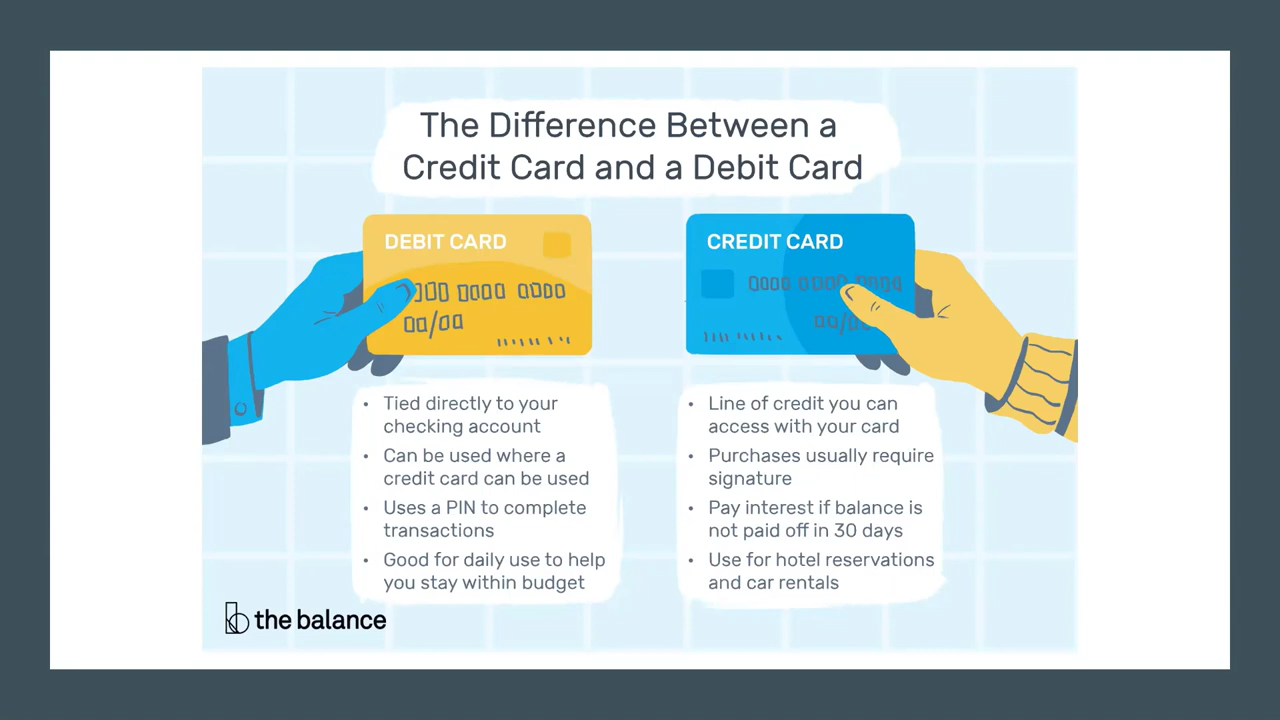 The Difference Between a
Credit Card and a Debit Card
DEBIT CARD
CREDIT CARD
• Tied directly to your
checking account
• Can be used where a
credit card can be used
• Uses a PIN to complete
transactions
• Good for daily use to help
you stay within budget
• Line of credit you can
access with your card
• Purchases usually require
signature
• Pay interest if balance is
not paid off in 30 days
• Use for hotel reservations
and car rentals
the balance